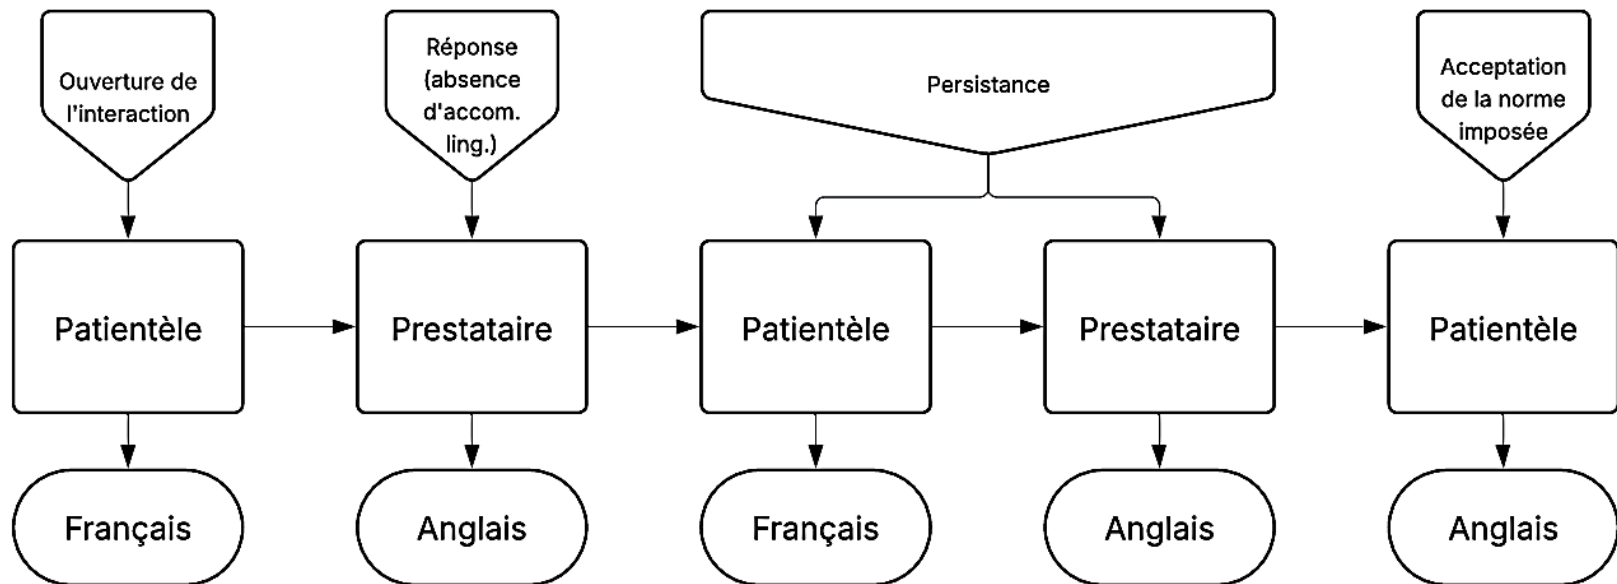 Ouverture de
l'interaction
Réponse
(absence
d'accom.
ling.)
Persistance
Acceptation
de la norme
imposée
Patientèle
Prestataire
Patientèle
Prestataire
Patientèle
Français
Anglais
Français
Anglais
Anglais